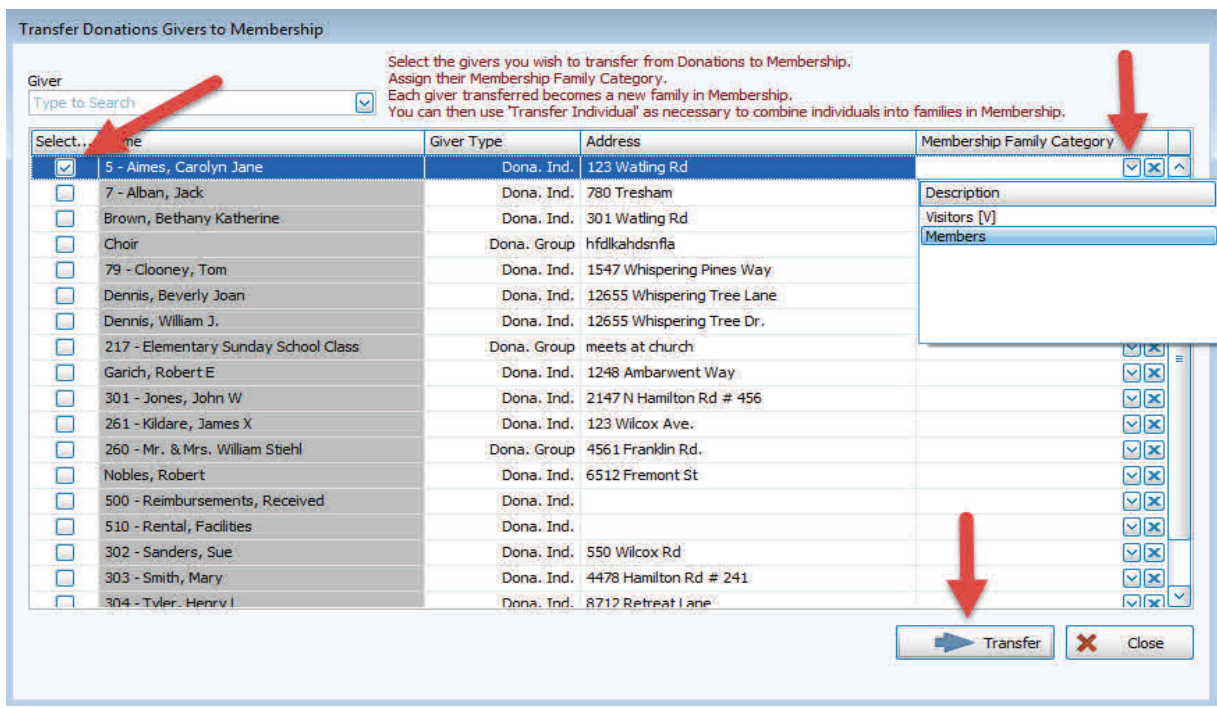 Transfer Donations Givers to Membership
Select the givers you wish to transfer from Donations to Membership.
Assign their Membership Family Category.
Each giver transferred becomes a new family in Membership.
You can then use 'Transfer Individual' as necessary to combine individuals into families in Membership.
Giver
Type to Search
Select... Giver Type Address Membership Family Category
5 - Aimes, Carolyn Jane Dona. Ind. 123 Watling Rd
7 - Alban, Jack Dona. Ind. 780 Tresham
Description
Brown, Bethany Katherine Dona. Ind. 301 Watling Rd
Visitors [V]
Choir Dona. Group hfdlkahdsnfla
Members
79 - Clooney, Tom Dona. Ind. 1547 Whispering Pines Way
Dennis, Beverly Joan Dona. Ind. 12655 Whispering Tree Lane
Dennis, William J. Dona. Ind. 12655 Whispering Tree Dr.
217 - Elementary Sunday School Class Dona. Group meets at church
Garich, Robert E Dona. Ind. 1248 Ambarwent Way
301 - Jones, John W Dona. Ind. 2147 N Hamilton Rd # 456
261 - Kildare, James X Dona. Ind. 123 Wilcox Ave.
260 - Mr. & Mrs. William Stiehl Dona. Group 4561 Franklin Rd.
Nobles, Robert Dona. Ind. 6512 Fremont St
500 - Reimbursements, Received Dona. Ind.
510 - Rental, Facilities Dona. Ind.
302 - Sanders, Sue Dona. Ind. 550 Wilcox Rd
303 - Smith, Mary Dona. Ind. 4478 Hamilton Rd # 241
304 - Tyler, Henry Dona. Ind. 8712 Retreat Lane
Transfer Close